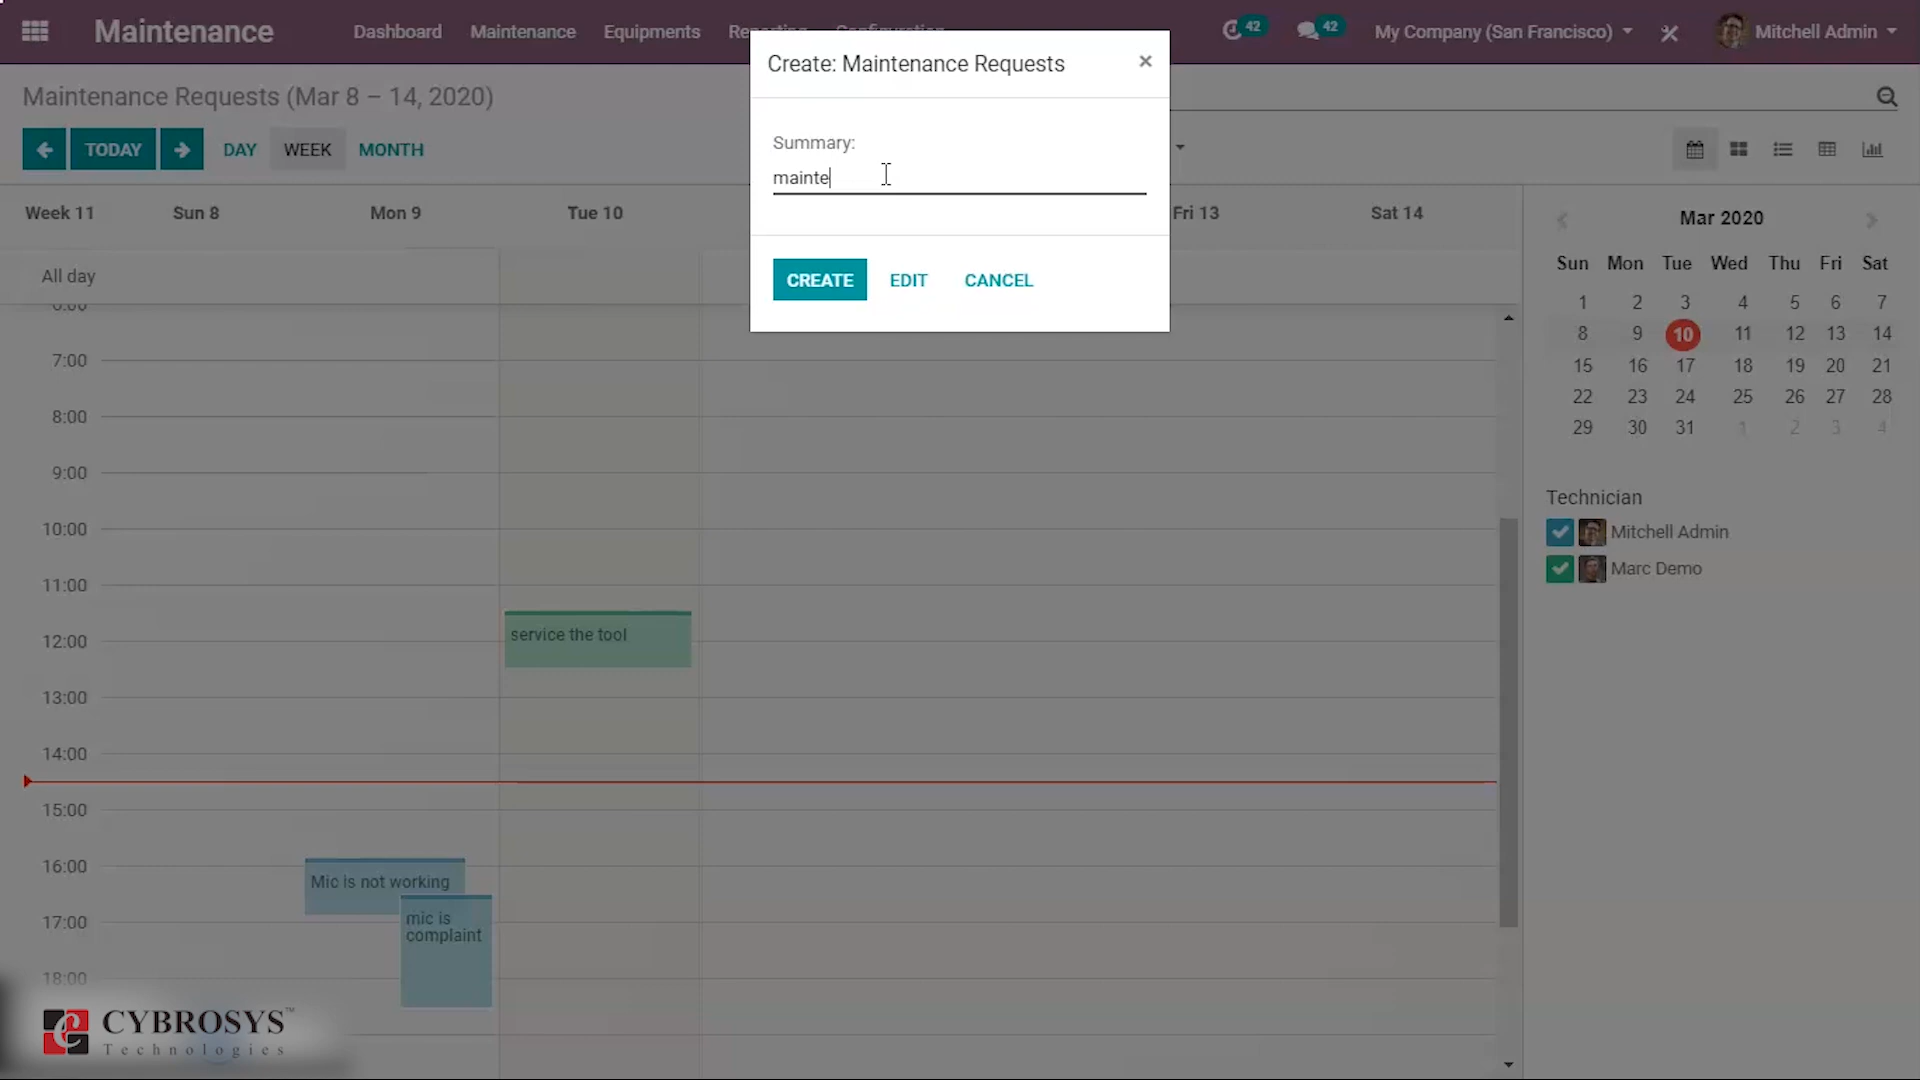 Maintenance
Dashboard
Maintenance
Equipments
Reporting
Configuration
42
42
My Company (San Francisco)
Mitchell Admin
Create: Maintenance Requests
×
Summary:
mainte
CREATE
EDIT
CANCEL
Maintenance Requests (Mar 8 – 14, 2020)
TODAY
DAY
WEEK
MONTH
Week 11
Sun 8
Mon 9
Tue 10
Fri 13
Sat 14
All day
6:00
7:00
8:00
9:00
10:00
11:00
12:00
13:00
14:00
15:00
16:00
17:00
18:00
service the tool
Mic is not working
mic is
complaint
Mar 2020
Sun Mon Tue Wed Thu Fri Sat
1 2 3 4 5 6 7
8 9 10 11 12 13 14
15 16 17 18 19 20 21
22 23 24 25 26 27 28
29 30 31 1 2 3 4
Technician
Mitchell Admin
Marc Demo
CYBROSYS™
Technologies